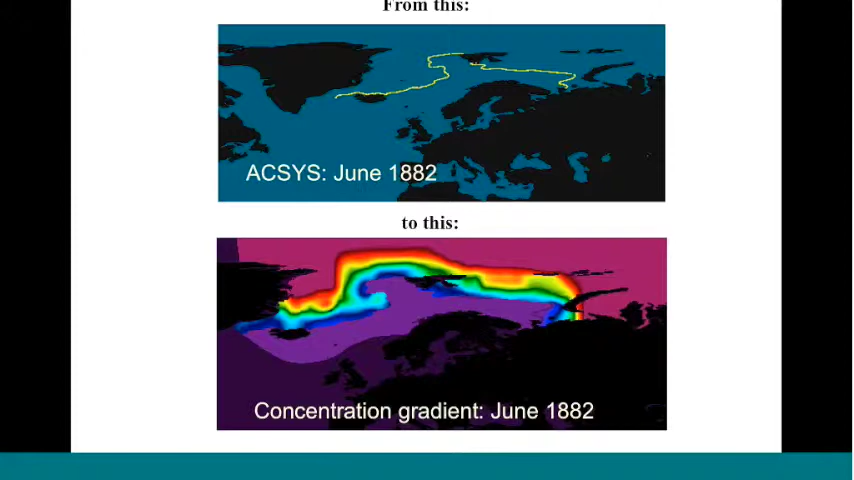 From this:
ACSYS: June 1882
to this:
Concentration gradient: June 1882